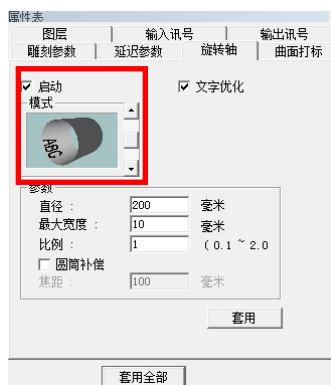 属性表
图层 输入讯号 输出讯号
雕刻参数 延迟参数 旋转轴 曲面打标
启动 文字优化
模式
ABC
参数
直径： 200 毫米
最大宽度： 10 毫米
比例： 1 (0.1 ~ 2.0
圆筒补偿
焦距： 100 毫米
套用
套用全部